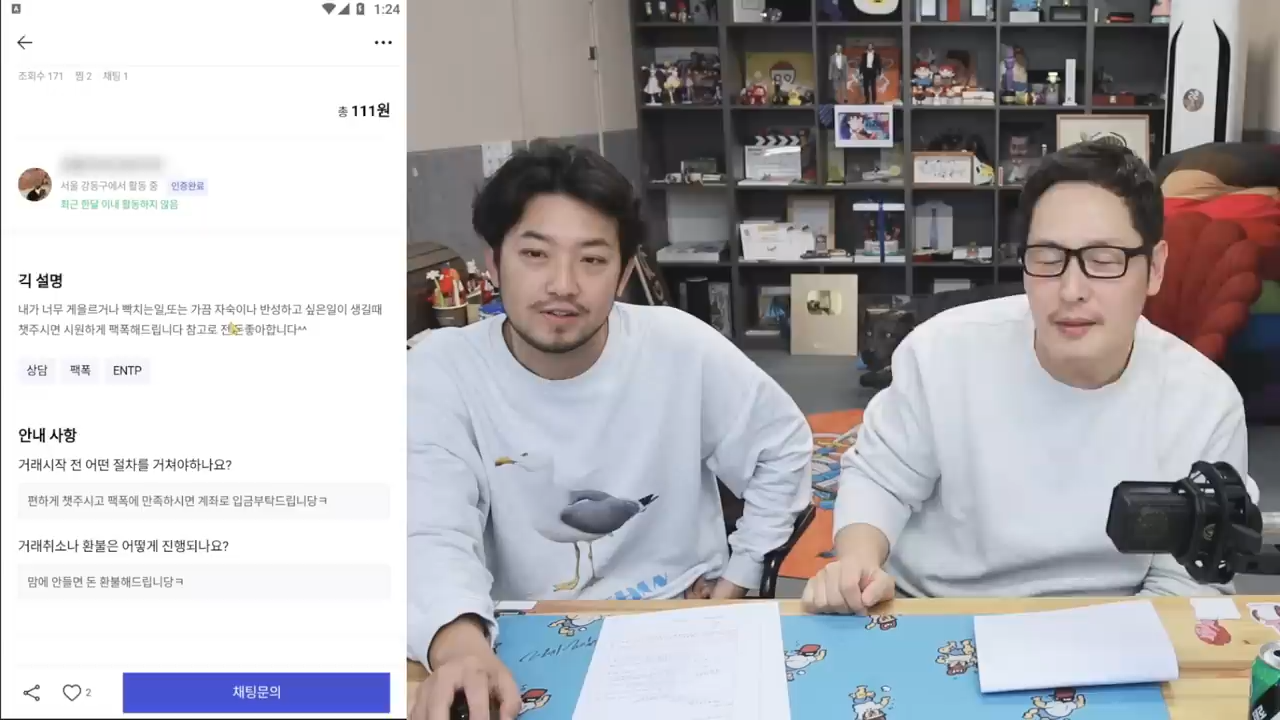 1:24
조회수 171 찜 2 채팅 1
총 111원
서울 강동구에서 활동 중 인증완료
최근 한달 이내 활동하지 않음
긱 설명
내가 너무 게을르거나 빡치는일,또는 가끔 자숙이나 반성하고 싶은일이 생길때
챗주시면 시원하게 팩폭해드립니다 참고로 전 돈좋아합니다^^
상담 팩폭 ENTP
안내 사항
거래시작 전 어떤 절차를 거쳐야하나요?
편하게 챗주시고 팩폭에 만족하시면 계좌로 입금부탁드립니당ㅋ
거래취소나 환불은 어떻게 진행되나요?
맘에 안들면 돈 환불해드립니당ㅋ
2 채팅문의